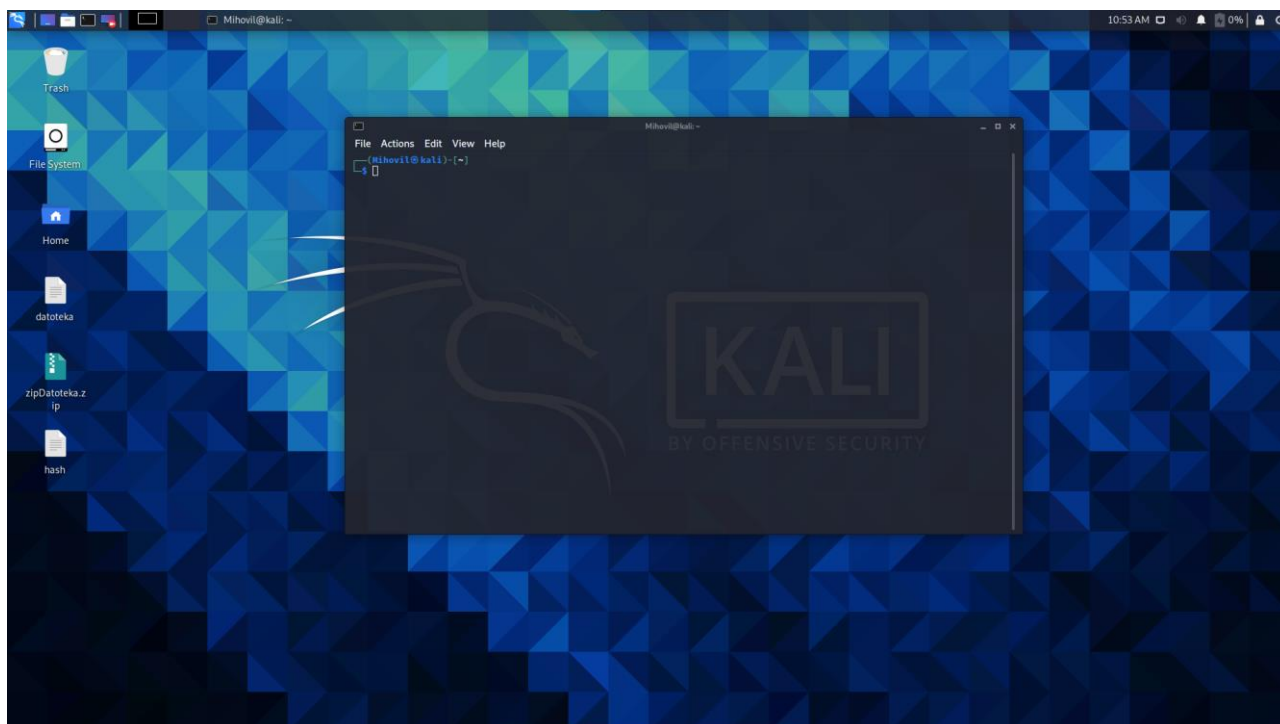 Mihovil@kali: ~
10:53 AM
0%
Trash
File System
Home
datoteka
zipDatoteka.z
ip
hash
Mihovil@kali: ~
File Actions Edit View Help
(Mihovil㉿kali)-[~]
$
KALI
BY OFFENSIVE SECURITY